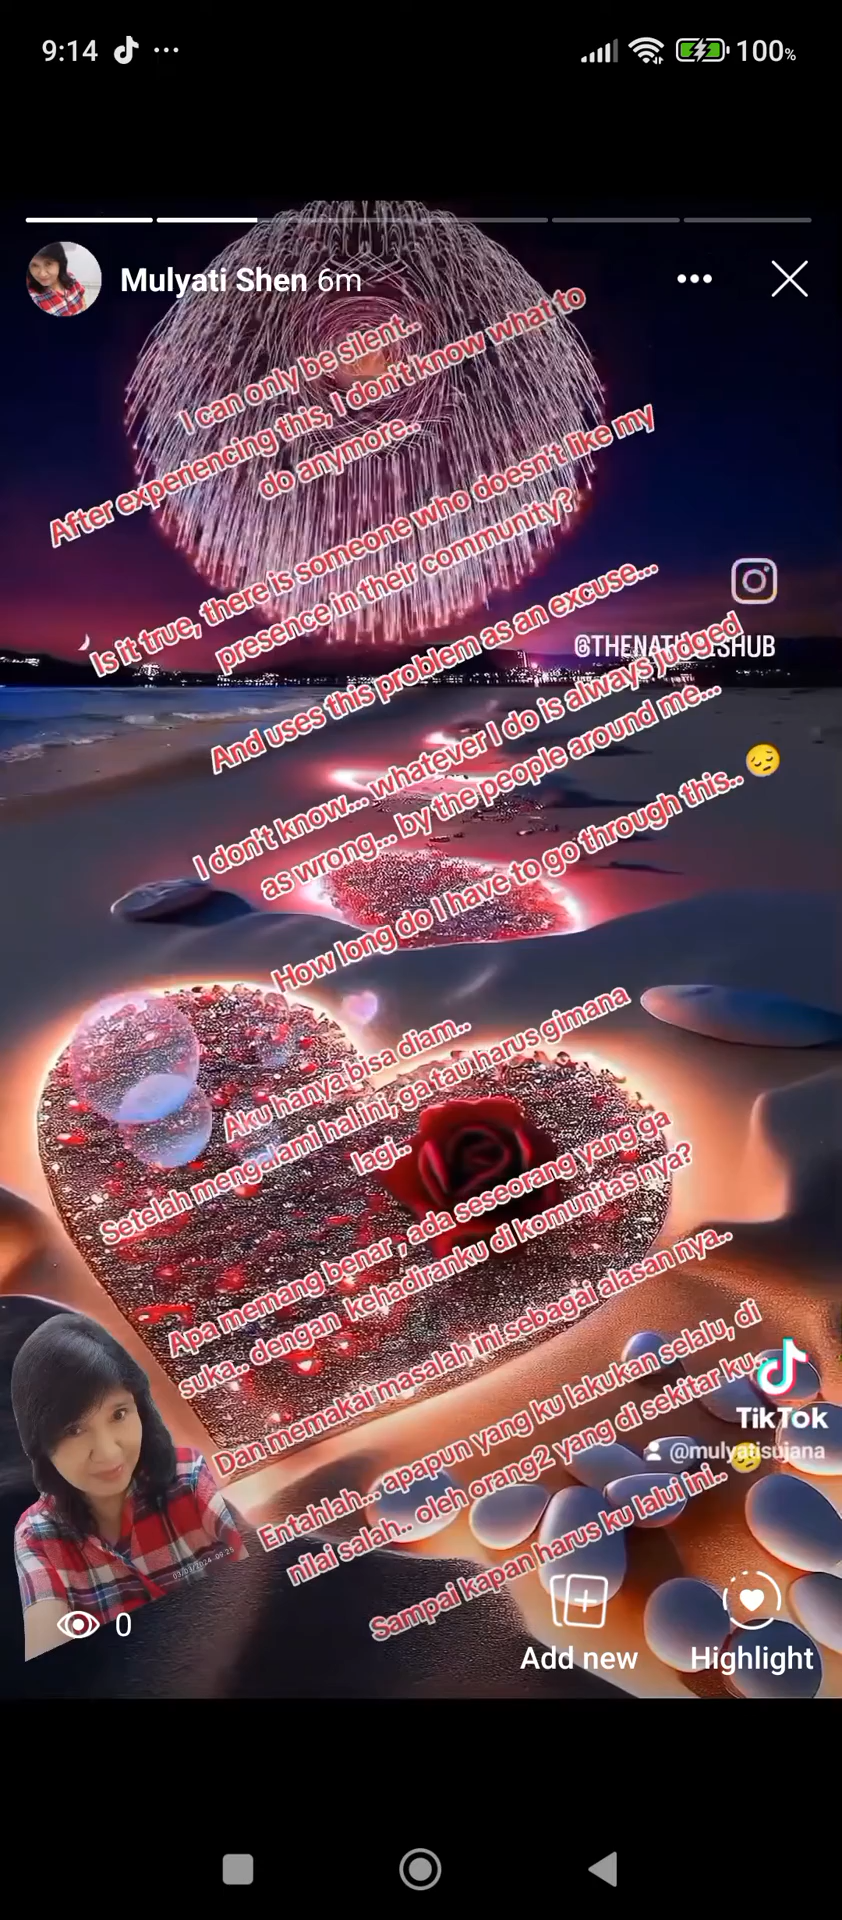 9:14
100%
Mulyati Shen 6m
I can only be silent..
After experiencing this, I don't know what to
do anymore..
Is it true, there is someone who doesn't like my
presence in their community?
And uses this problem as an excuse...
@THENAT SHUB
I don't know... whatever I do is always judged
as wrong... by the people around me...
How long do I have to go through this.. 😔
Aku hanya bisa diam..
Setelah mengalami hal ini, ga tau harus gimana
lagi..
Apa memang benar , ada seseorang yang ga
suka.. dengan kehadiranku di komunitas nya?
Dan memakai masalah ini sebagai alasan nya..
Entahlah... apapun yang ku lakukan selalu, di
nilai salah.. oleh orang2 yang di sekitar ku..
Sampai kapan harus ku lalui ini.. 😔
TikTok
@mulyatisujana
03/03/2024 09:25
0
Add new
Highlight